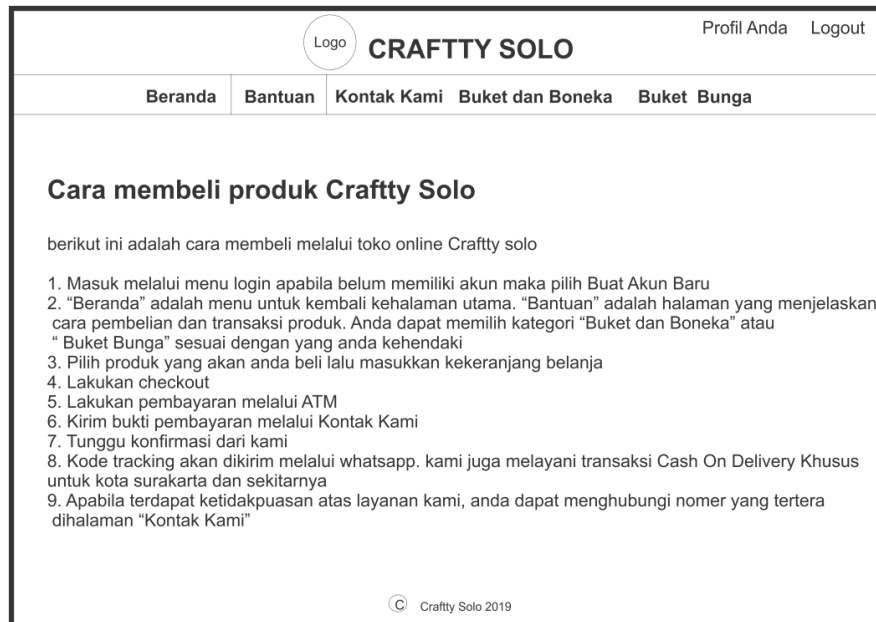 Profil Anda Logout
Logo CRAFTTY SOLO
Beranda Bantuan Kontak Kami Buket dan Boneka Buket Bunga
Cara membeli produk Craftty Solo
berikut ini adalah cara membeli melalui toko online Craftty solo
1. Masuk melalui menu login apabila belum memiliki akun maka pilih Buat Akun Baru
2. “Beranda” adalah menu untuk kembali kehalaman utama. “Bantuan” adalah halaman yang menjelaskan
cara pembelian dan transaksi produk. Anda dapat memilih kategori “Buket dan Boneka” atau
“ Buket Bunga” sesuai dengan yang anda kehendaki
3. Pilih produk yang akan anda beli lalu masukkan kekeranjang belanja
4. Lakukan checkout
5. Lakukan pembayaran melalui ATM
6. Kirim bukti pembayaran melalui Kontak Kami
7. Tunggu konfirmasi dari kami
8. Kode tracking akan dikirim melalui whatsapp. kami juga melayani transaksi Cash On Delivery Khusus
untuk kota surakarta dan sekitarnya
9. Apabila terdapat ketidakpuasan atas layanan kami, anda dapat menghubungi nomer yang tertera
dihalaman “Kontak Kami”
C Craftty Solo 2019